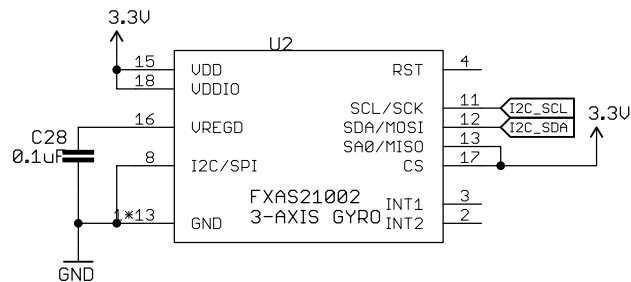 3.3V
U2
15 VDD
18 VDDIO
RST 4
16 VREGD
SCL/SCK 11 I2C_SCL
SDA/MOSI 12 I2C_SDA
3.3V
SA0/MISO 13
C28
0.1uF
8 I2C/SPI
CS 17
FXAS21002
3-AXIS GYRO
INT1 3
INT2 2
1*13 GND
GND